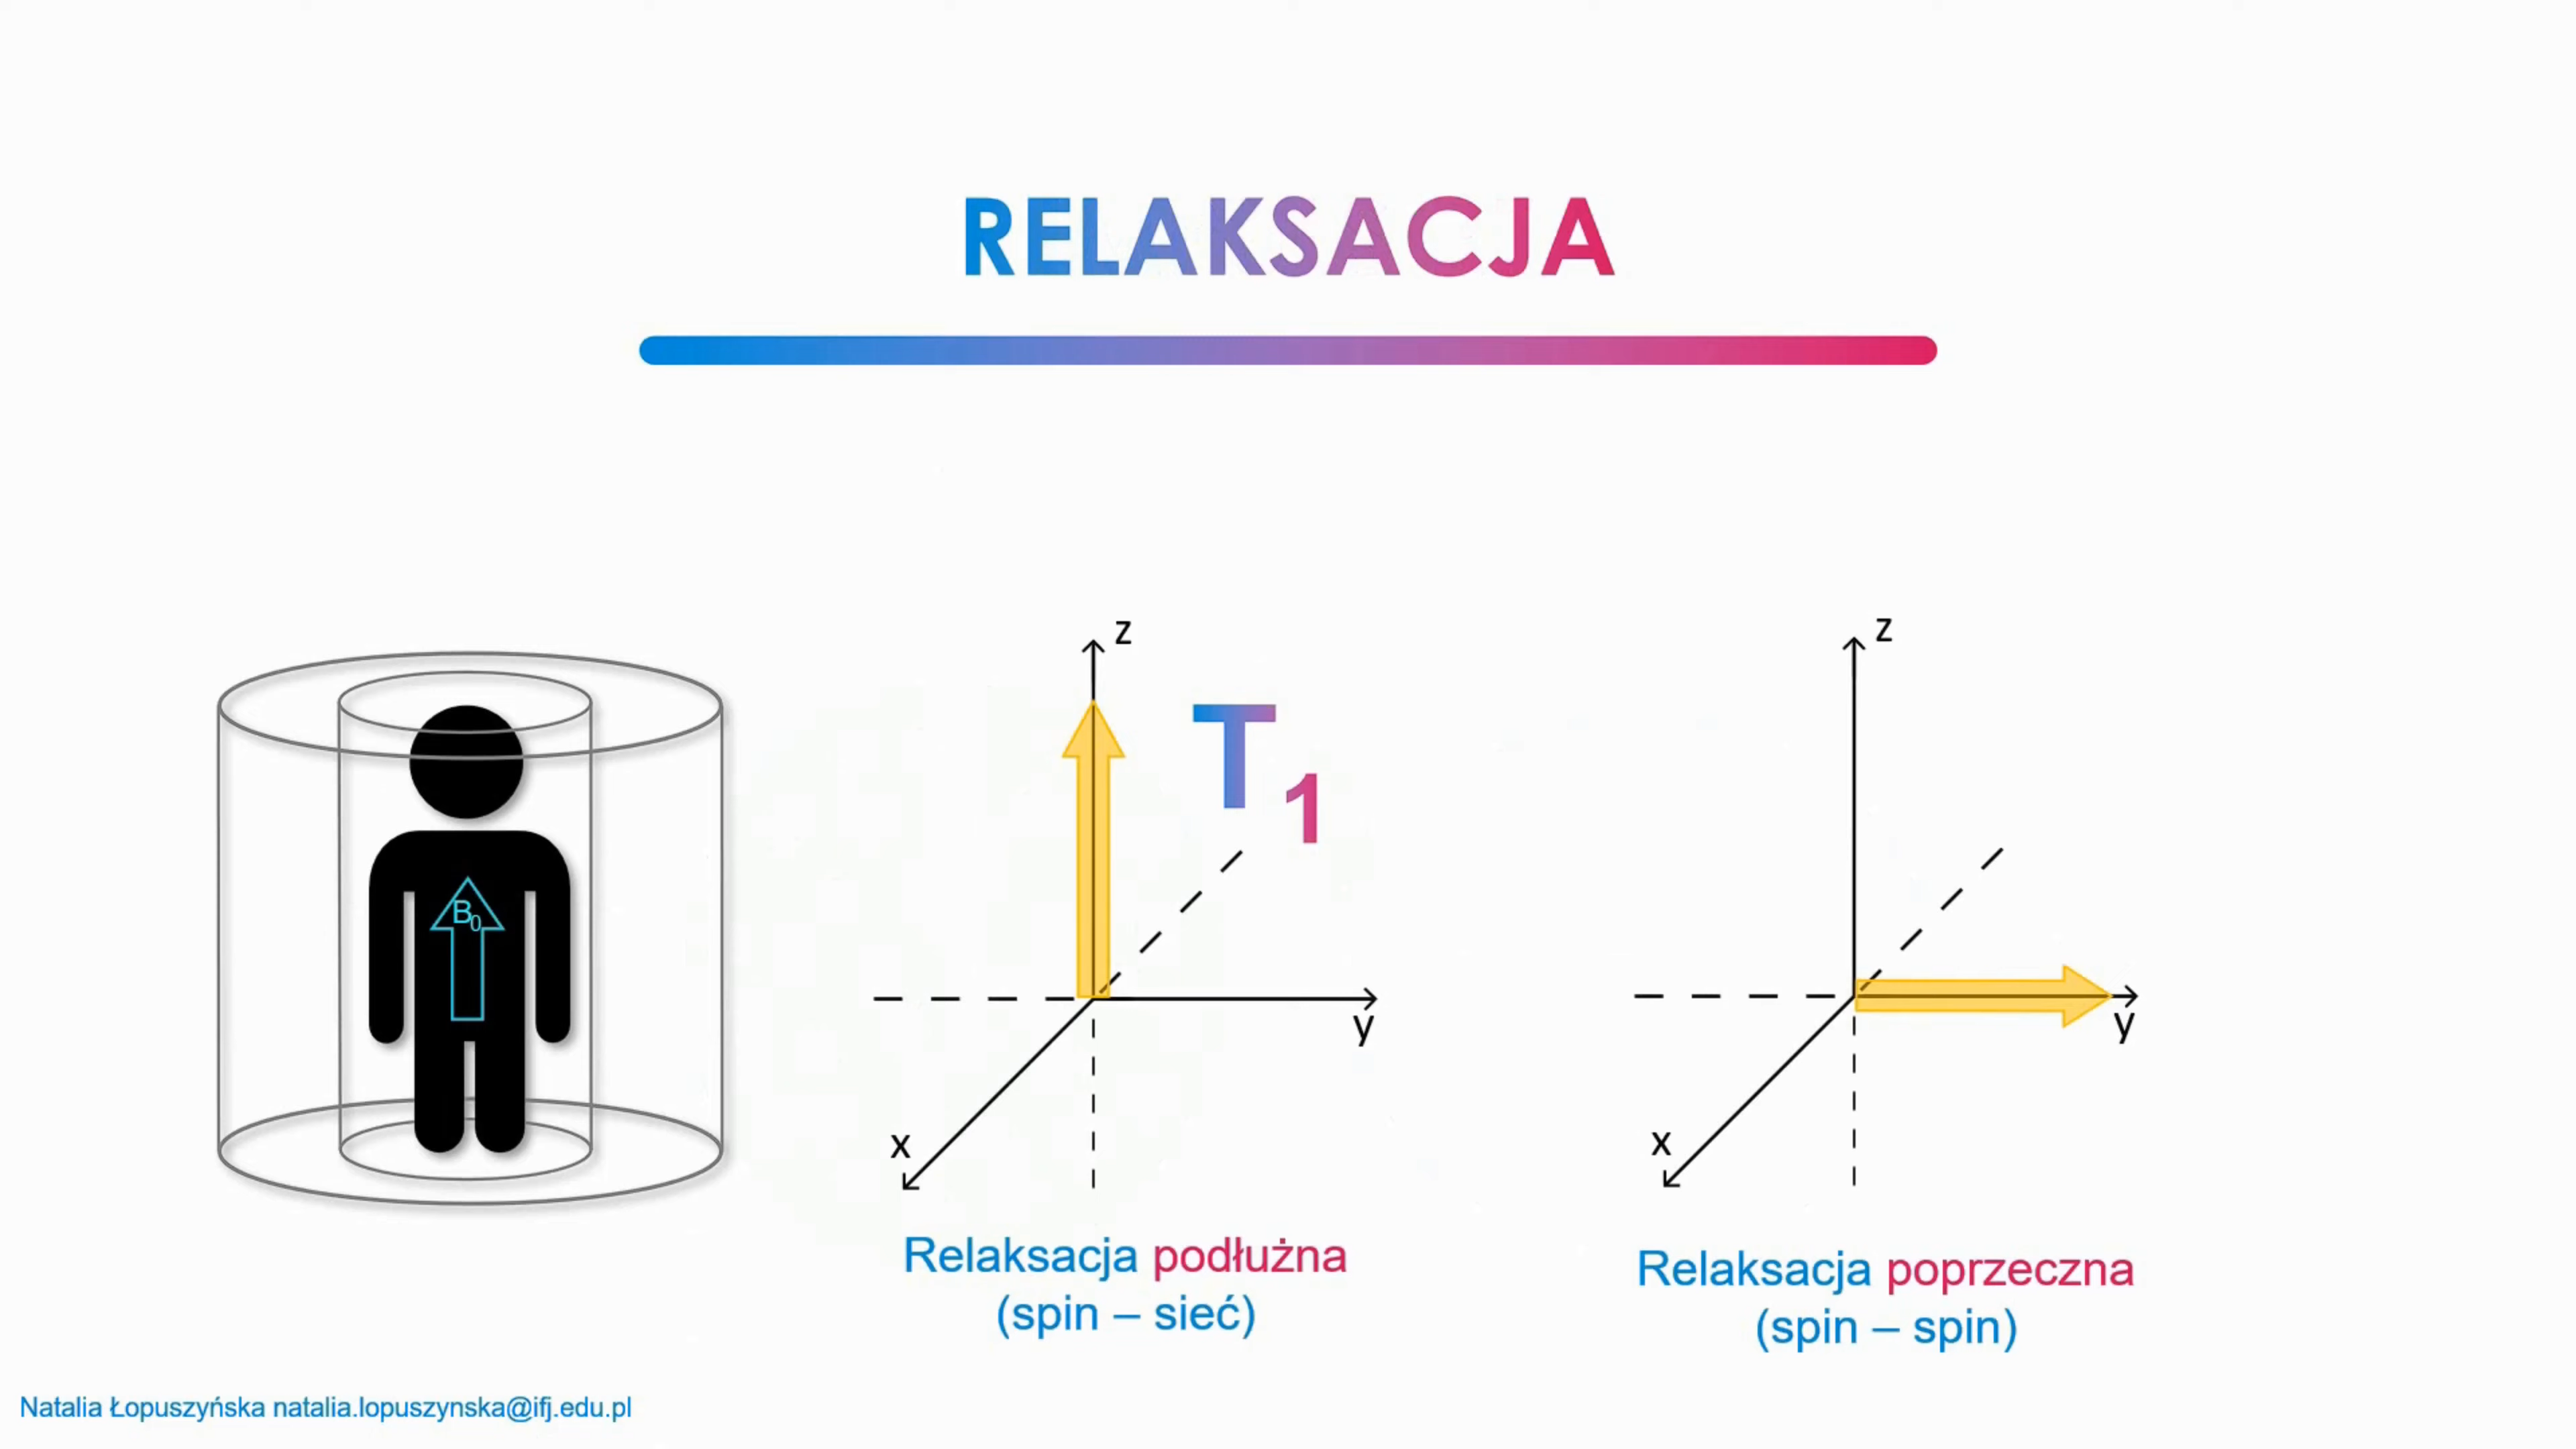 RELAKSACJA
B0
z
T1
y
x
Relaksacja podłużna
(spin – sieć)
z
y
x
Relaksacja poprzeczna
(spin – spin)
Natalia Łopuszyńska natalia.lopuszynska@ifj.edu.pl